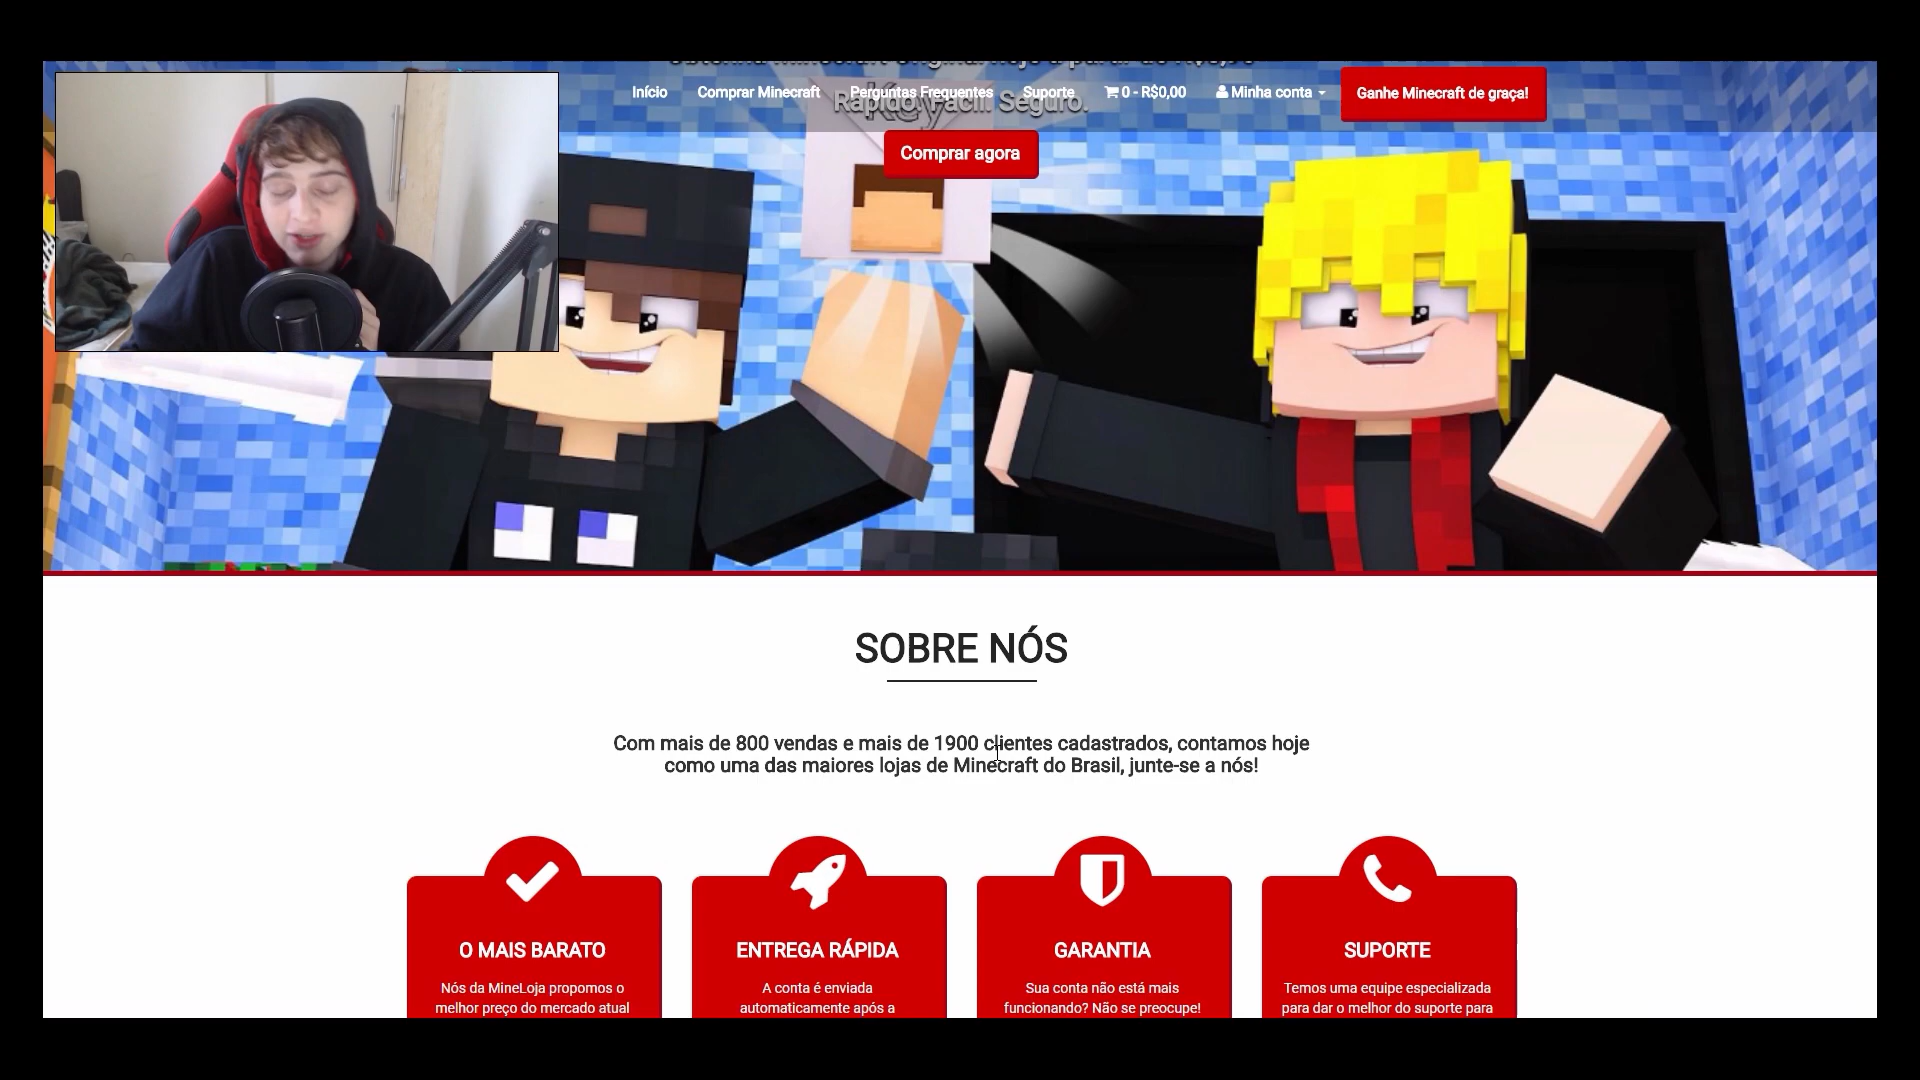 Início
Comprar Minecraft
Perguntas Frequentes
Suporte
0 - R$0,00
Minha conta
Ganhe Minecraft de graça!
Rápido. Fácil. Seguro.
Key
Comprar agora
SOBRE NÓS
Com mais de 800 vendas e mais de 1900 clientes cadastrados, contamos hoje
como uma das maiores lojas de Minecraft do Brasil, junte-se a nós!
O MAIS BARATO
Nós da MineLoja propomos o
melhor preço do mercado atual
ENTREGA RÁPIDA
A conta é enviada
automaticamente após a
GARANTIA
Sua conta não está mais
funcionando? Não se preocupe!
SUPORTE
Temos uma equipe especializada
para dar o melhor do suporte para